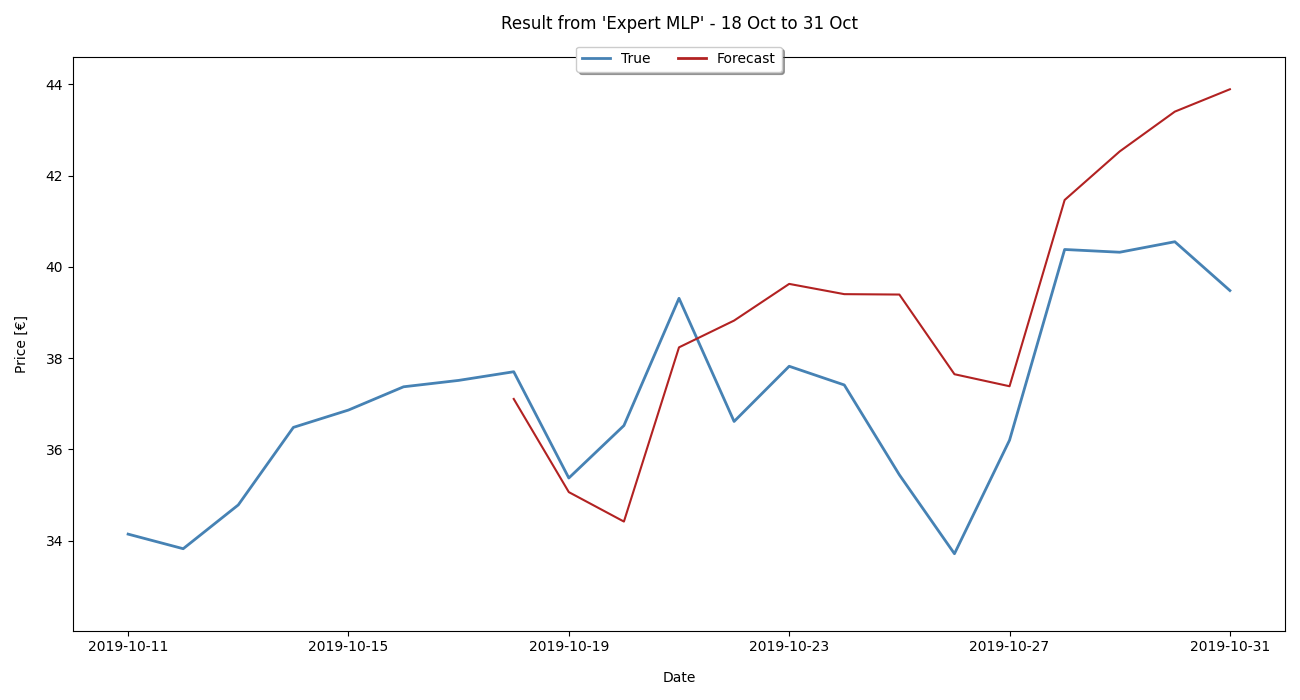 Result from 'Expert MLP' - 18 Oct to 31 Oct
True Forecast
44
42
40
38
36
34
Price [€]
2019-10-11 2019-10-15 2019-10-19 2019-10-23 2019-10-27 2019-10-31
Date